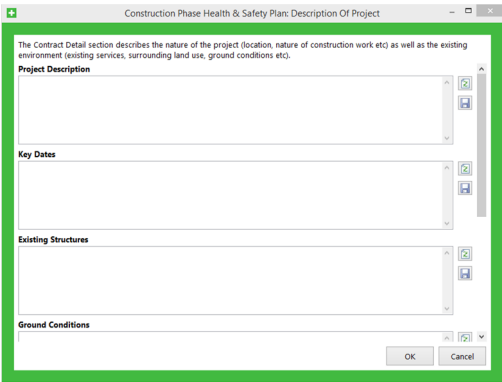 Construction Phase Health & Safety Plan: Description Of Project
The Contract Detail section describes the nature of the project (location, nature of construction work etc) as well as the existing
environment (existing services, surrounding land use, ground conditions etc).
Project Description
Key Dates
Existing Structures
Ground Conditions
OK
Cancel